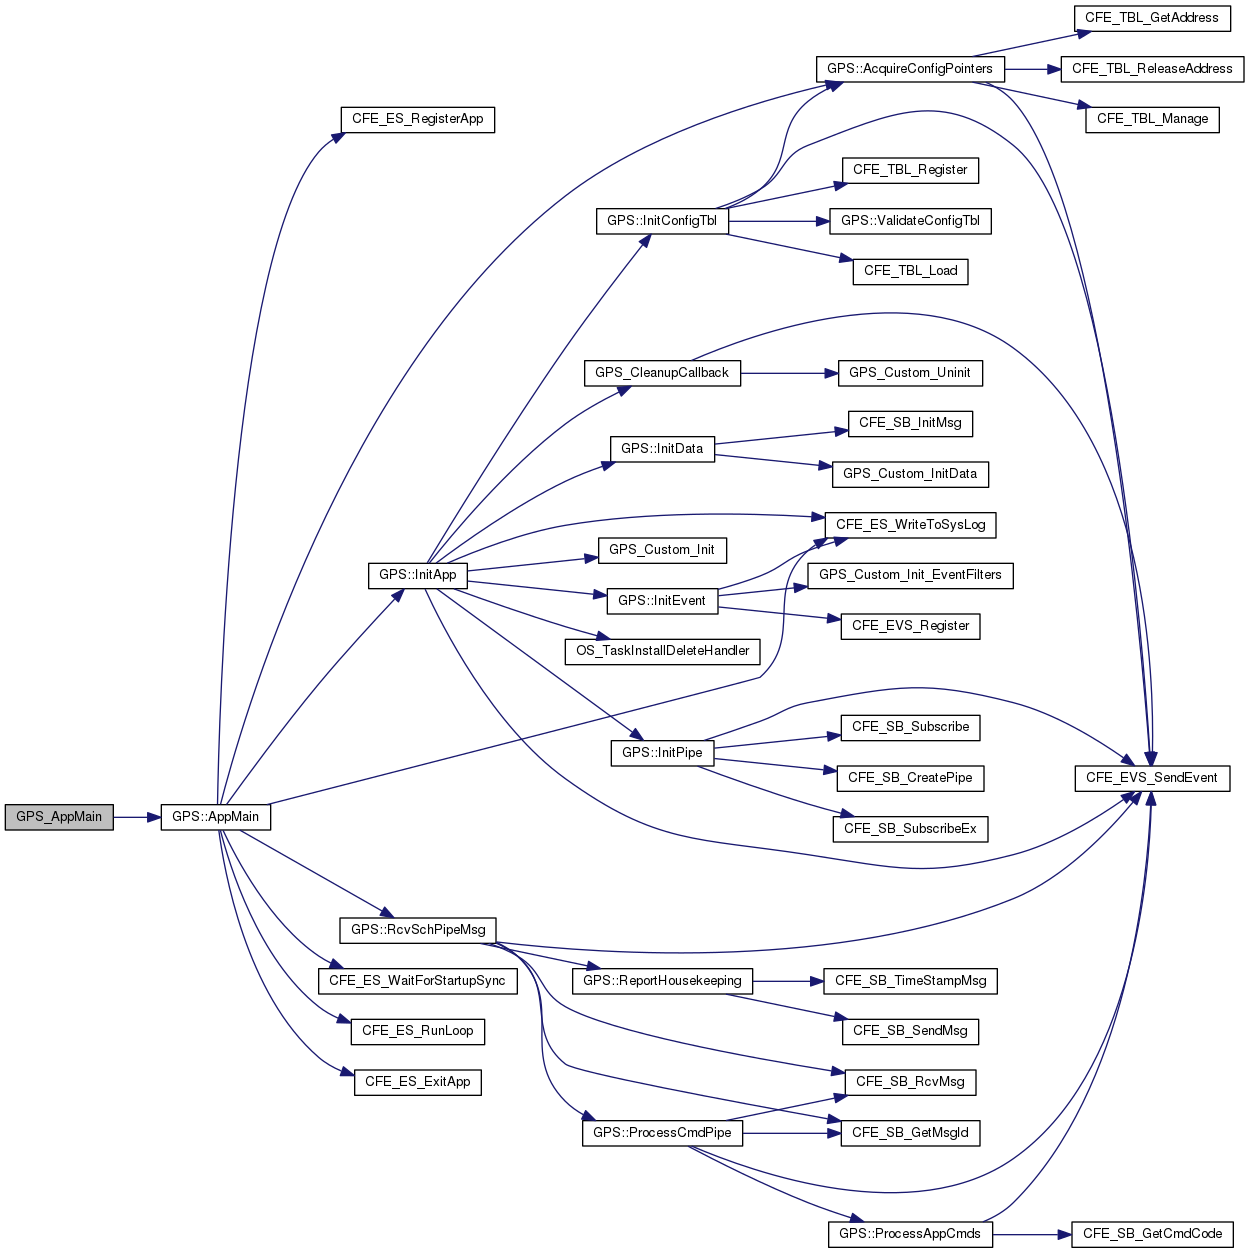 CFE_TBL_GetAddress
GPS::AcquireConfigPointers
CFE_TBL_ReleaseAddress
CFE_ES_RegisterApp
CFE_TBL_Manage
CFE_TBL_Register
GPS::InitConfigTbl
GPS::ValidateConfigTbl
CFE_TBL_Load
GPS_CleanupCallback
GPS_Custom_Uninit
CFE_SB_InitMsg
GPS::InitData
GPS_Custom_InitData
CFE_ES_WriteToSysLog
GPS_Custom_Init
GPS::InitApp
GPS_Custom_Init_EventFilters
GPS::InitEvent
CFE_EVS_Register
OS_TaskInstallDeleteHandler
CFE_SB_Subscribe
GPS::InitPipe
CFE_SB_CreatePipe
CFE_EVS_SendEvent
GPS_AppMain
GPS::AppMain
CFE_SB_SubscribeEx
GPS::RcvSchPipeMsg
CFE_ES_WaitForStartupSync
GPS::ReportHousekeeping
CFE_SB_TimeStampMsg
CFE_ES_RunLoop
CFE_SB_SendMsg
CFE_ES_ExitApp
CFE_SB_RcvMsg
GPS::ProcessCmdPipe
CFE_SB_GetMsgId
GPS::ProcessAppCmds
CFE_SB_GetCmdCode